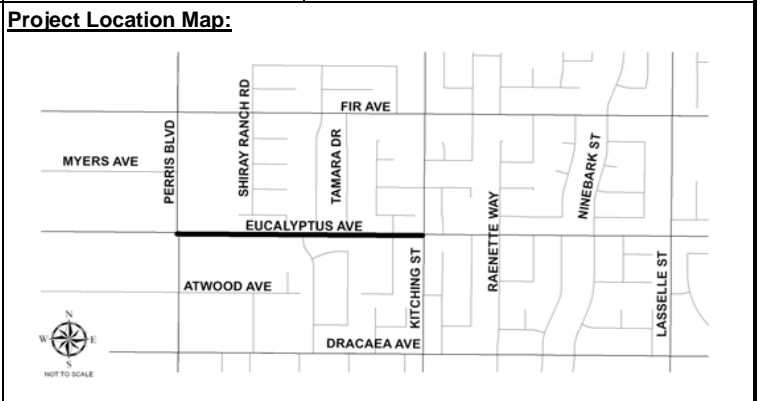 Project Location Map:
FIR AVE
SHIRAY RANCH RD
PERRIS BLVD
TAMARA DR
MYERS AVE
NINEBARK ST
RAENETTE WAY
EUCALYPTUS AVE
KITCHING ST
LASSELLE ST
ATWOOD AVE
DRACAEA AVE
N
W
E
S
NOT TO SCALE